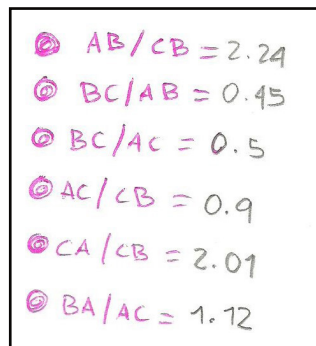 AB/CB = 2.24
BC/AB = 0.45
BC/AC = 0.5
AC/CB = 0.9
CA/CB = 2.01
BA/AC = 1.12